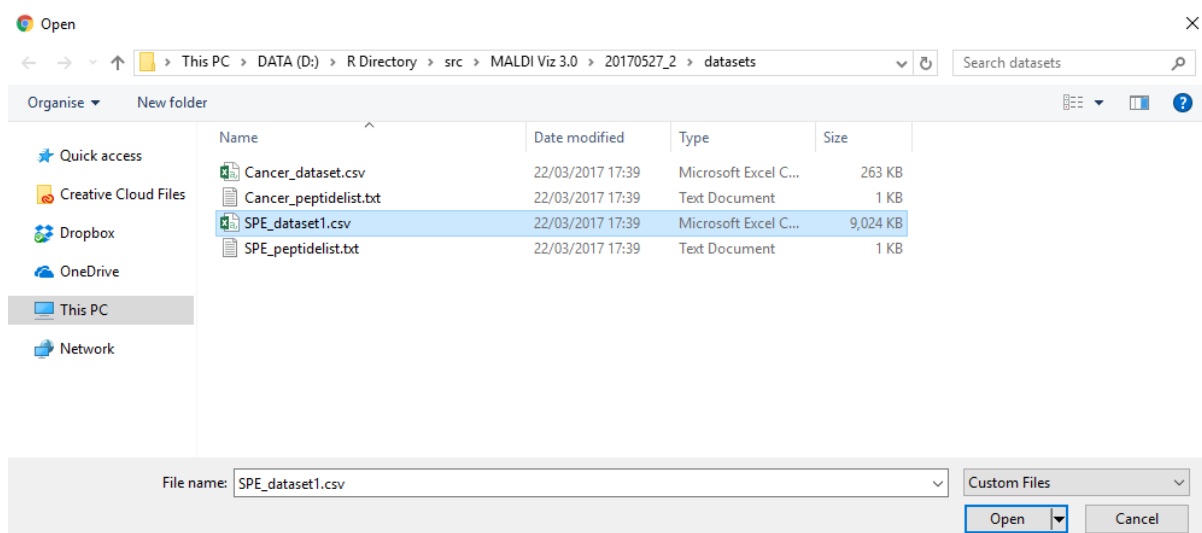 Open
This PC > DATA (D:) > R Directory > src > MALDI Viz 3.0 > 20170527_2 > datasets
Search datasets
Organise
New folder
Name Date modified Type Size
Quick access
Creative Cloud Files
Dropbox
OneDrive
This PC
Network
Cancer_dataset.csv 22/03/2017 17:39 Microsoft Excel C... 263 KB
Cancer_peptidelist.txt 22/03/2017 17:39 Text Document 1 KB
SPE_dataset1.csv 22/03/2017 17:39 Microsoft Excel C... 9,024 KB
SPE_peptidelist.txt 22/03/2017 17:39 Text Document 1 KB
File name: SPE_dataset1.csv
Custom Files
Open
Cancel